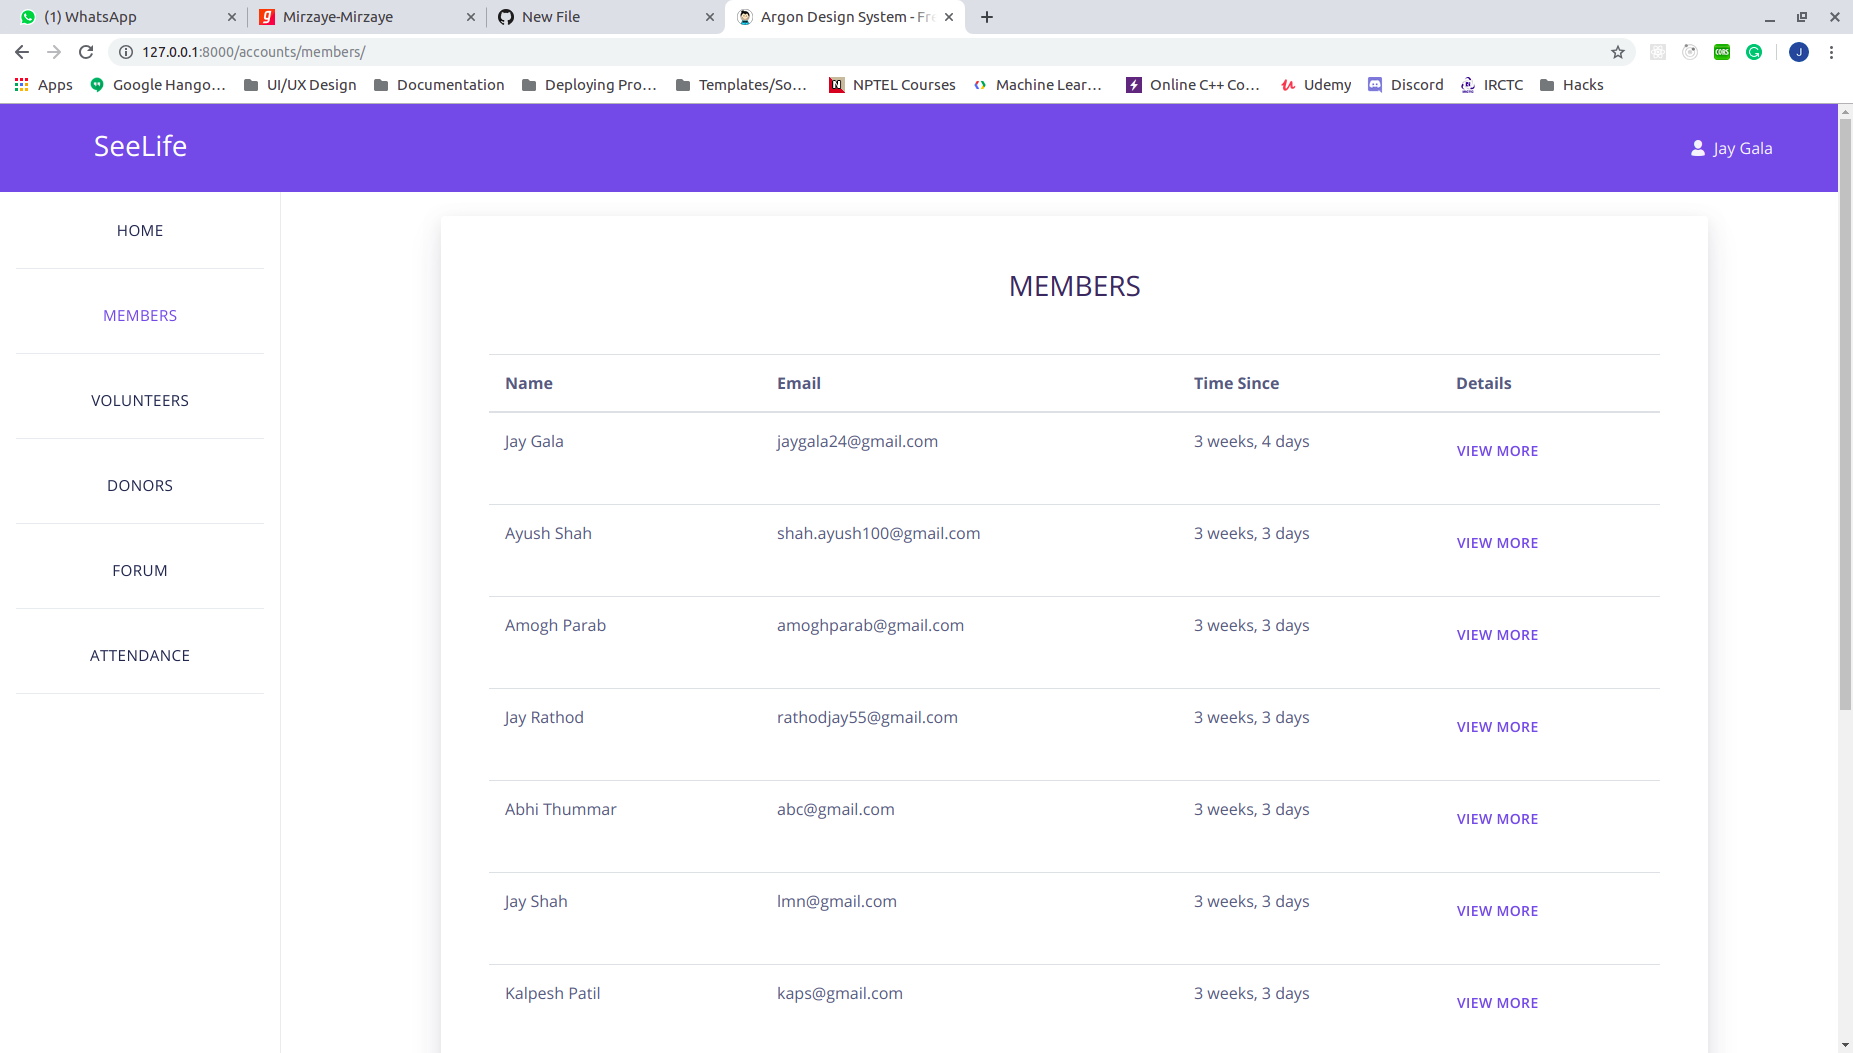 (1) WhatsApp
Mirzaye-Mirzaye
New File
Argon Design System - Fre
127.0.0.1:8000/accounts/members/
Apps Google Hango... UI/UX Design Documentation Deploying Pro... Templates/So... NPTEL Courses Machine Lear... Online C++ Co... Udemy Discord IRCTC Hacks
SeeLife
Jay Gala
HOME
MEMBERS
VOLUNTEERS
DONORS
FORUM
ATTENDANCE
MEMBERS
Name Email Time Since Details
Jay Gala jaygala24@gmail.com 3 weeks, 4 days VIEW MORE
Ayush Shah shah.ayush100@gmail.com 3 weeks, 3 days VIEW MORE
Amogh Parab amoghparab@gmail.com 3 weeks, 3 days VIEW MORE
Jay Rathod rathodjay55@gmail.com 3 weeks, 3 days VIEW MORE
Abhi Thummar abc@gmail.com 3 weeks, 3 days VIEW MORE
Jay Shah lmn@gmail.com 3 weeks, 3 days VIEW MORE
Kalpesh Patil kaps@gmail.com 3 weeks, 3 days VIEW MORE